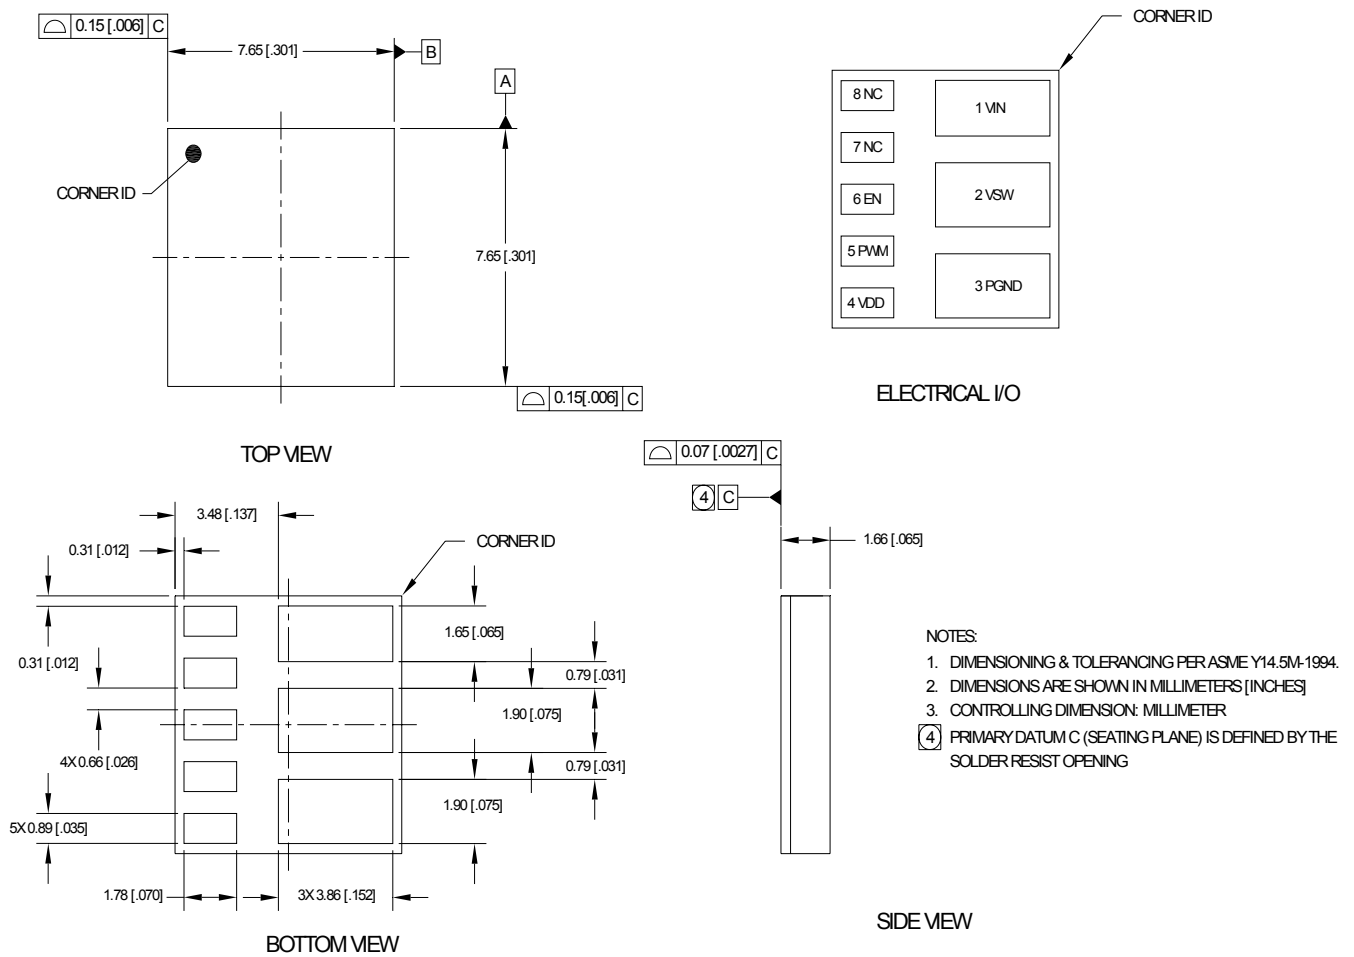 0.15 [.006] C
7.65 [.301]
B
A
CORNER ID
7.65 [.301]
0.15[.006] C
TOP VIEW
CORNER ID
8 NC
1 VIN
7 NC
6 EN
2 VSW
5 PWM
3 PGND
4 VDD
ELECTRICAL I/O
3.48 [.137]
0.31 [.012]
CORNER ID
1.65 [.065]
0.31 [.012]
0.79 [.031]
1.90 [.075]
4X 0.66 [.026]
0.79 [.031]
1.90 [.075]
5X 0.89 [.035]
1.78 [.070]
3X 3.86 [.152]
BOTTOM VIEW
0.07 [.0027] C
4 C
1.66 [.065]
SIDE VIEW
NOTES:
1. DIMENSIONING & TOLERANCING PER ASME Y14.5M-1994.
2. DIMENSIONS ARE SHOWN IN MILLIMETERS [INCHES]
3. CONTROLLING DIMENSION: MILLIMETER
4 PRIMARY DATUM C (SEATING PLANE) IS DEFINED BY THE
SOLDER RESIST OPENING